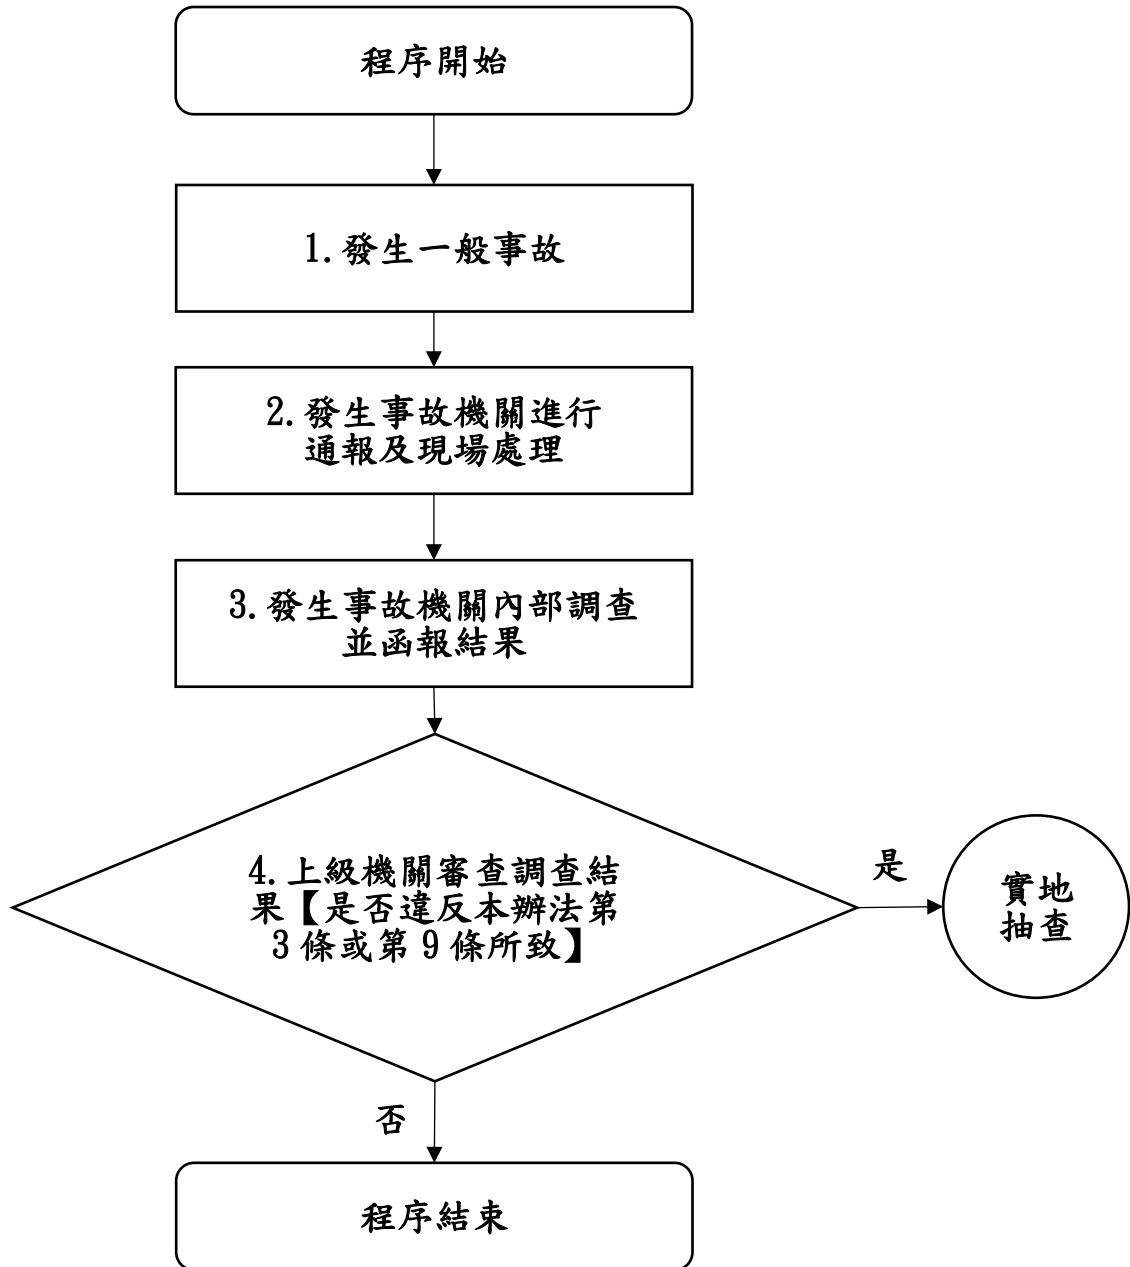 程序開始
1.發生一般事故
2.發生事故機關進行
通報及現場處理
3.發生事故機關內部調查
並函報結果
4.上級機關審查調查結
果【是否違反本辦法第
3條或第9條所致】
是
實地
抽查
否
程序結束